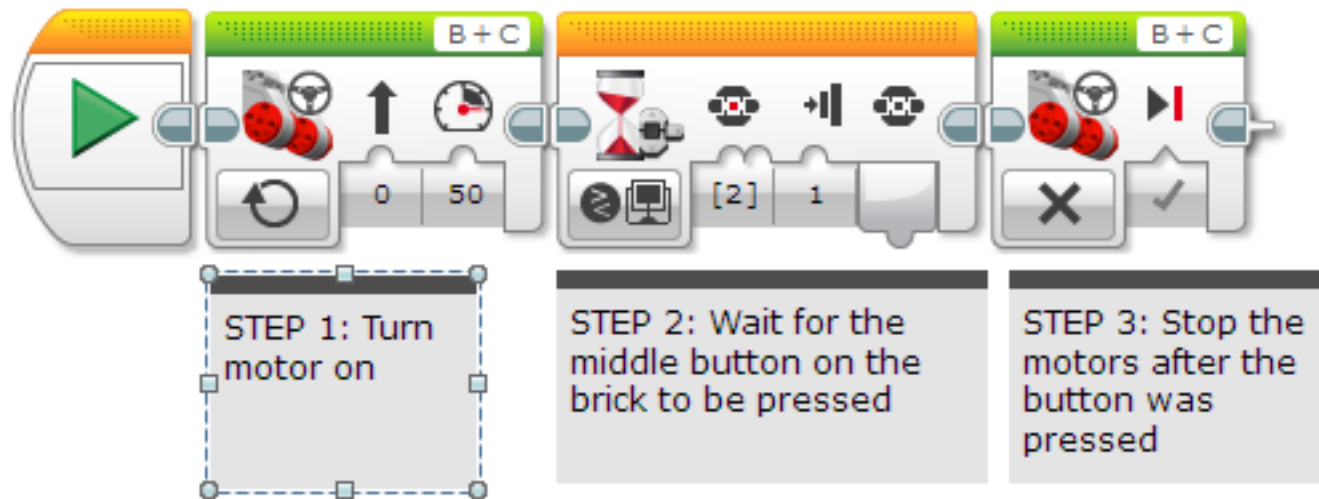 B + C
B + C
0
50
[2]
1
STEP 1: Turn
motor on
STEP 2: Wait for the
middle button on the
brick to be pressed
STEP 3: Stop the
motors after the
button was
pressed